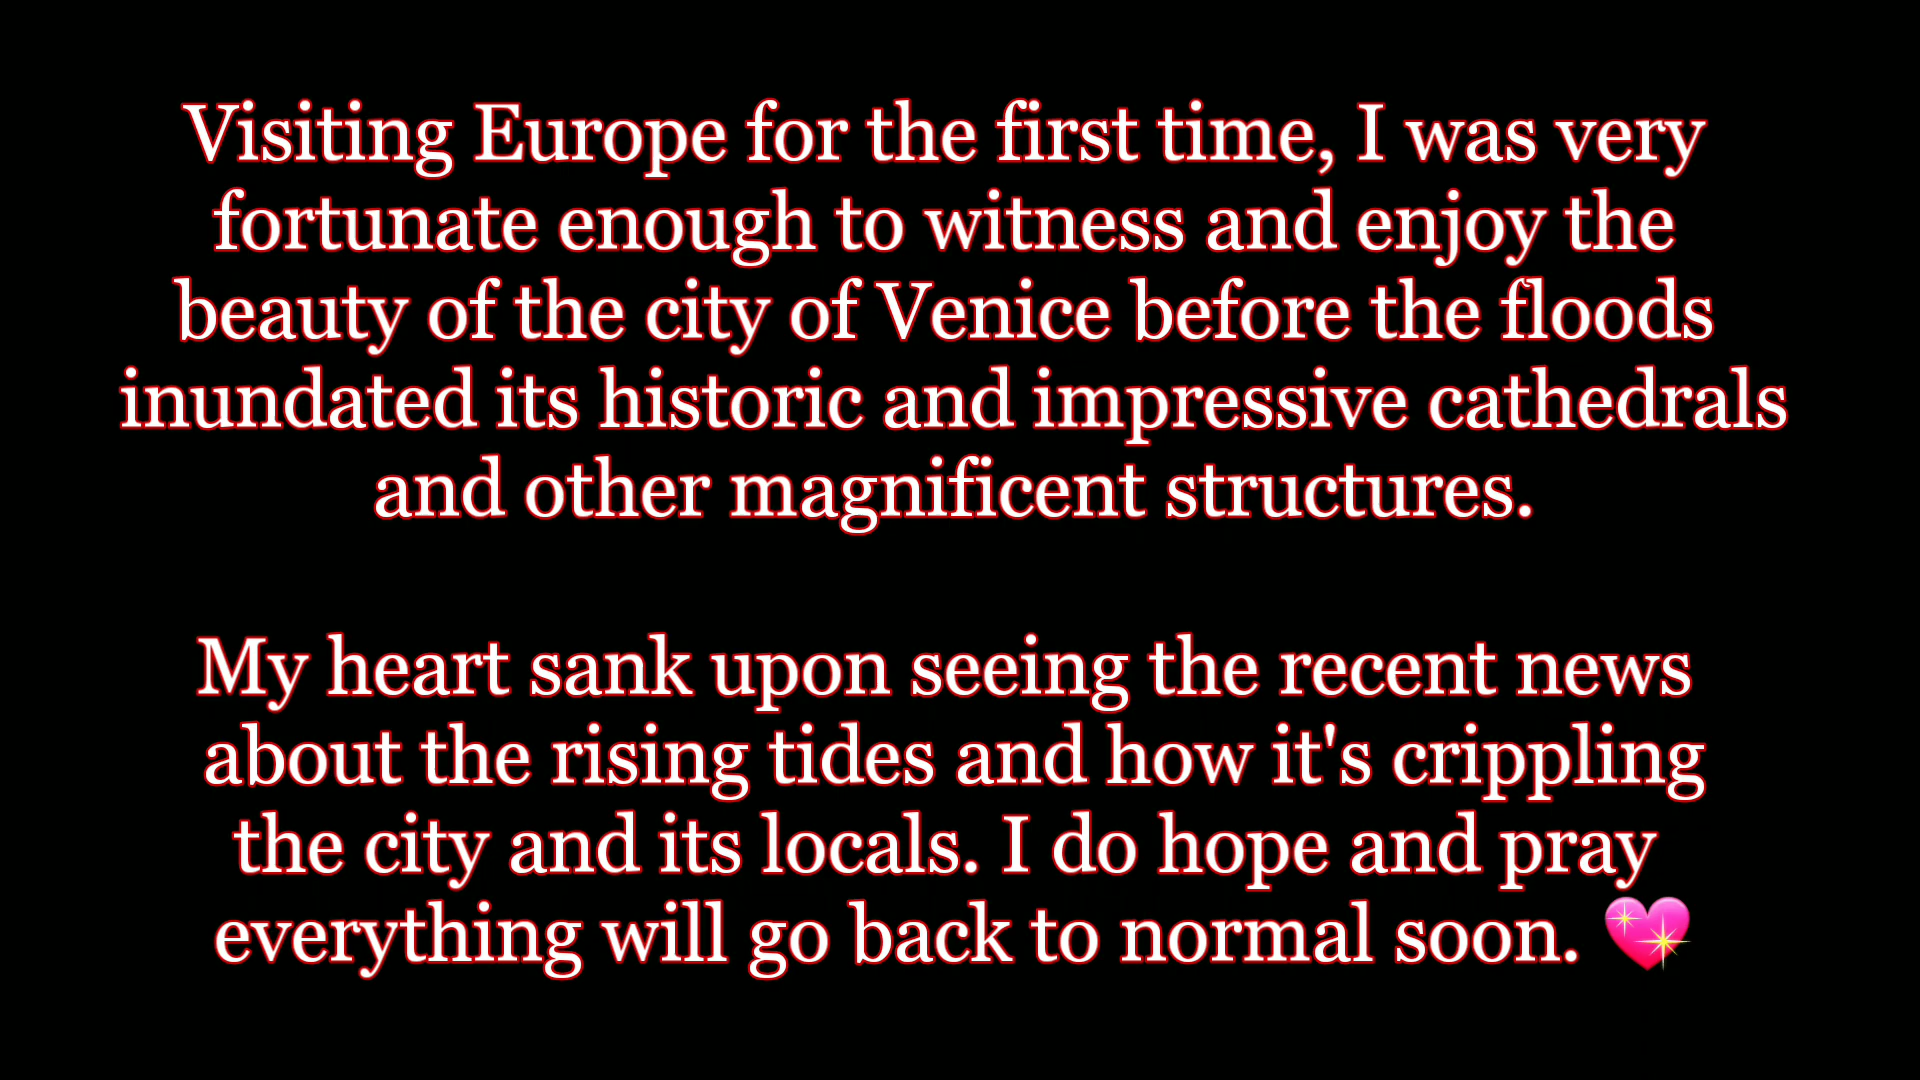 Visiting Europe for the first time, I was very
fortunate enough to witness and enjoy the
beauty of the city of Venice before the floods
inundated its historic and impressive cathedrals
and other magnificent structures.
My heart sank upon seeing the recent news
about the rising tides and how it's crippling
the city and its locals. I do hope and pray
everything will go back to normal soon. 💖